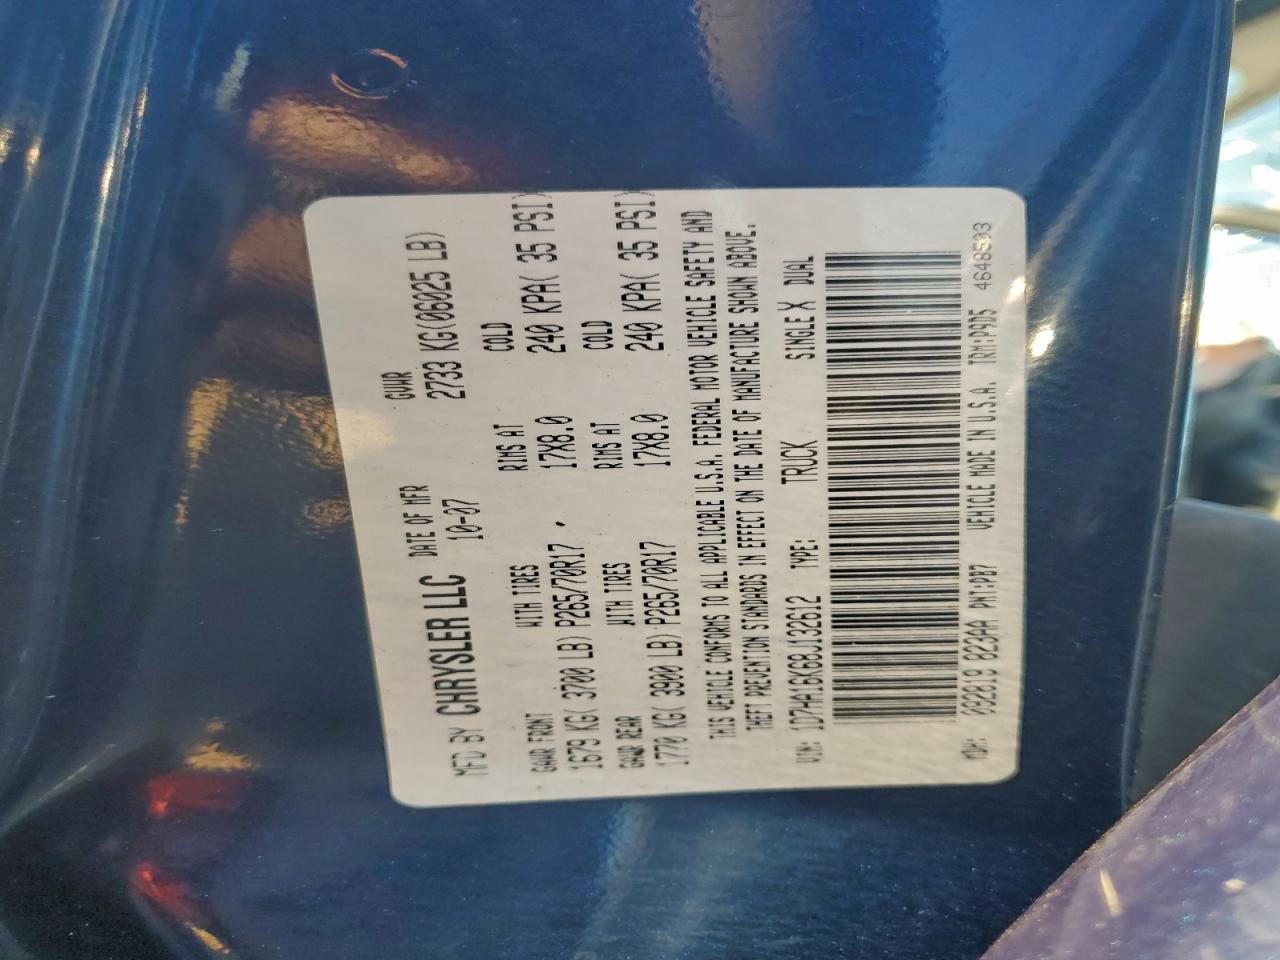 MFD BY CHRYSLER LLC DATE OF MFR GVWR
10-07 2733 KG(06025 LB)
GAWR FRONT WITH TIRES RIMS AT COLD
1679 KG( 3700 LB) P265/70R17 , 17X8.0 240 KPA( 35 PSI)
GAWR REAR WITH TIRES RIMS AT COLD
1770 KG( 3900 LB) P265/70R17 17X8.0 240 KPA( 35 PSI)
THIS VEHICLE CONFORMS TO ALL APPLICABLE U.S.A. FEDERAL MOTOR VEHICLE SAFETY AND
THEFT PREVENTION STANDARDS IN EFFECT ON THE DATE OF MANUFACTURE SHOWN ABOVE.
VIN: 1D7HA16K68J132612 TYPE: TRUCK SINGLE X DUAL
MDH: 092819 823AA PNT:PB7 VEHICLE MADE IN U.S.A. TRM:P9J5 4648503